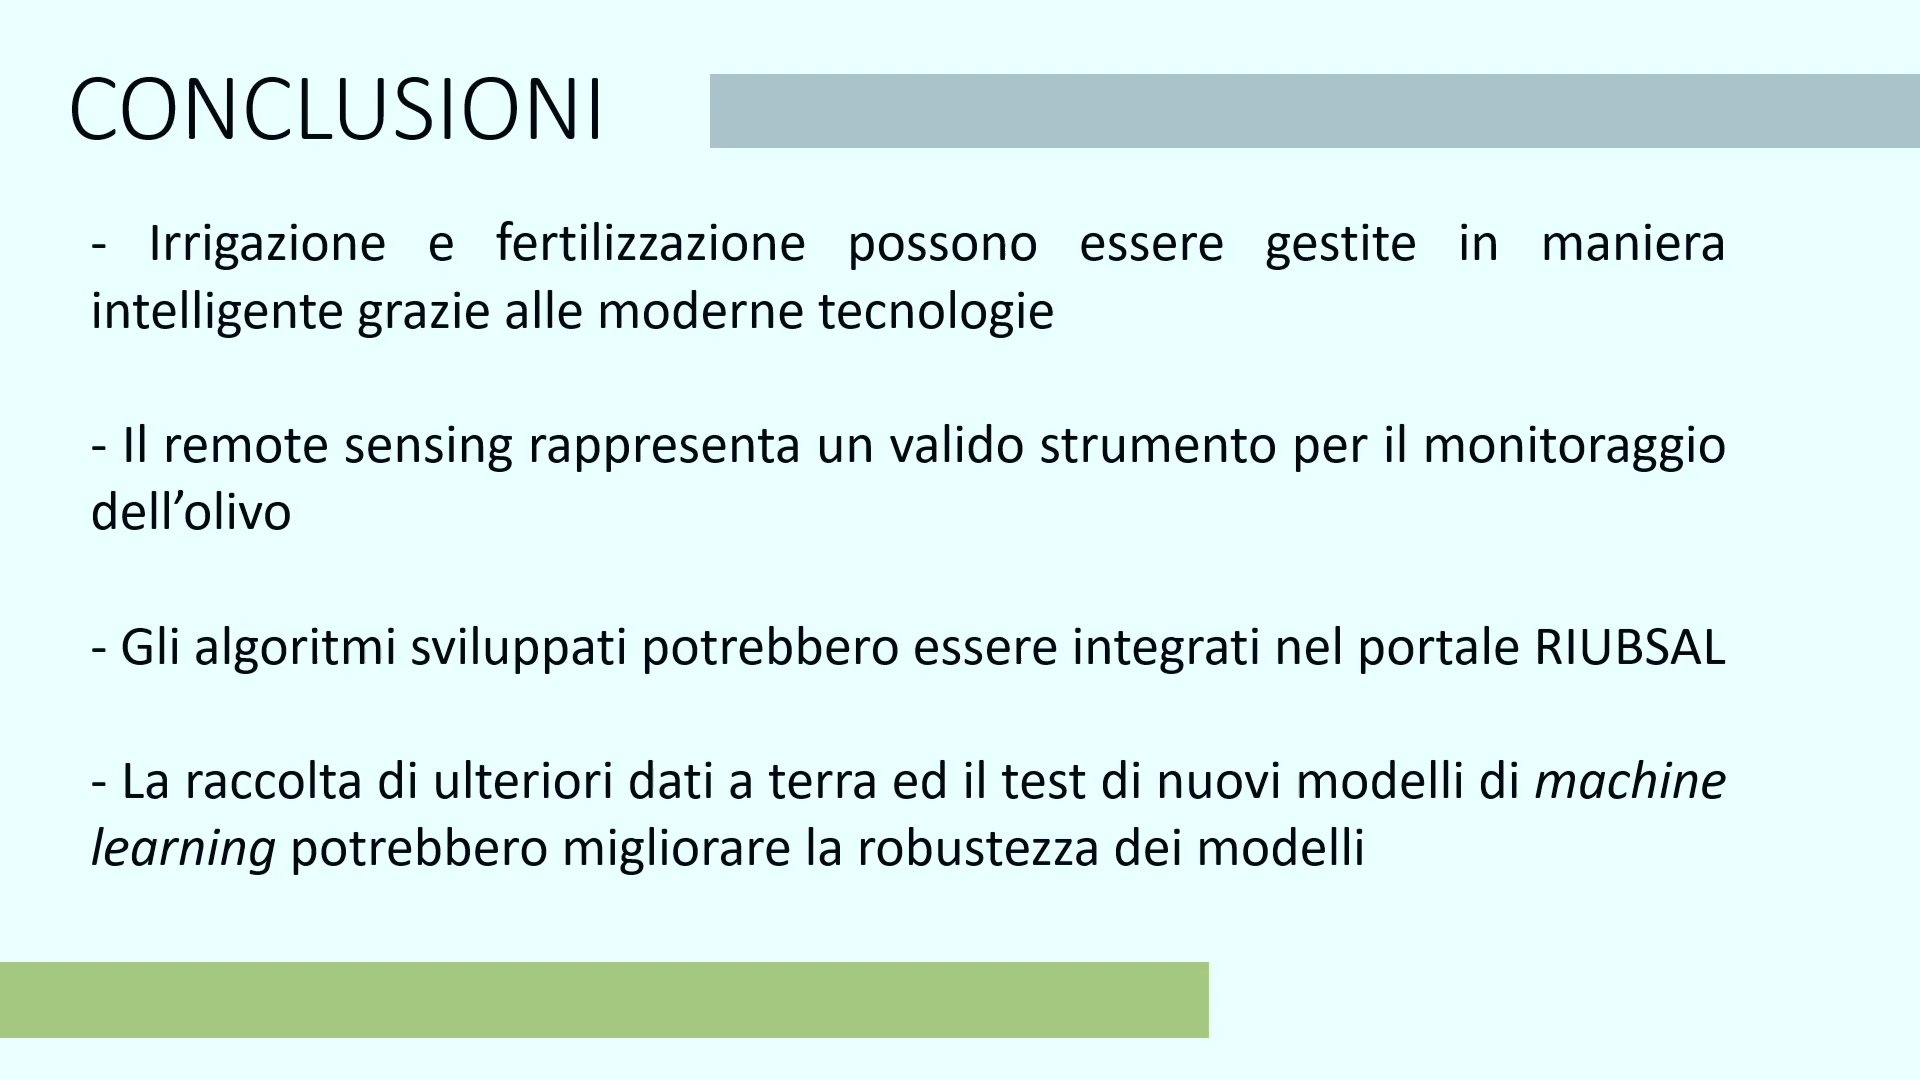 CONCLUSIONI
- Irrigazione e fertilizzazione possono essere gestite in maniera
intelligente grazie alle moderne tecnologie
- Il remote sensing rappresenta un valido strumento per il monitoraggio
dell’olivo
- Gli algoritmi sviluppati potrebbero essere integrati nel portale RIUBSAL
- La raccolta di ulteriori dati a terra ed il test di nuovi modelli di machine
learning potrebbero migliorare la robustezza dei modelli